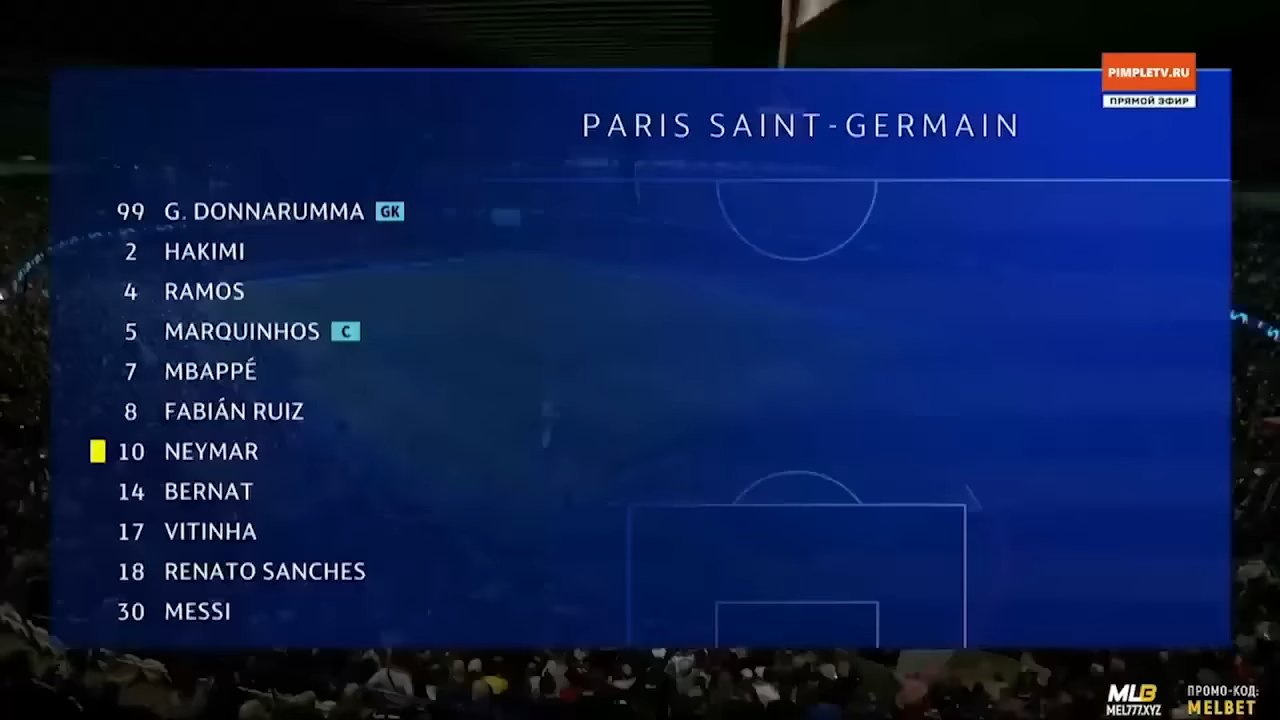 PIMPLETV.RU
ПРЯМОЙ ЭФИР
PARIS SAINT-GERMAIN
99 G. DONNARUMMA GK
2 HAKIMI
4 RAMOS
5 MARQUINHOS C
7 MBAPPÉ
8 FABIÁN RUIZ
10 NEYMAR
14 BERNAT
17 VITINHA
18 RENATO SANCHES
30 MESSI
MLB
MEL777.XYZ
ПРОМО-КОД:
MELBET